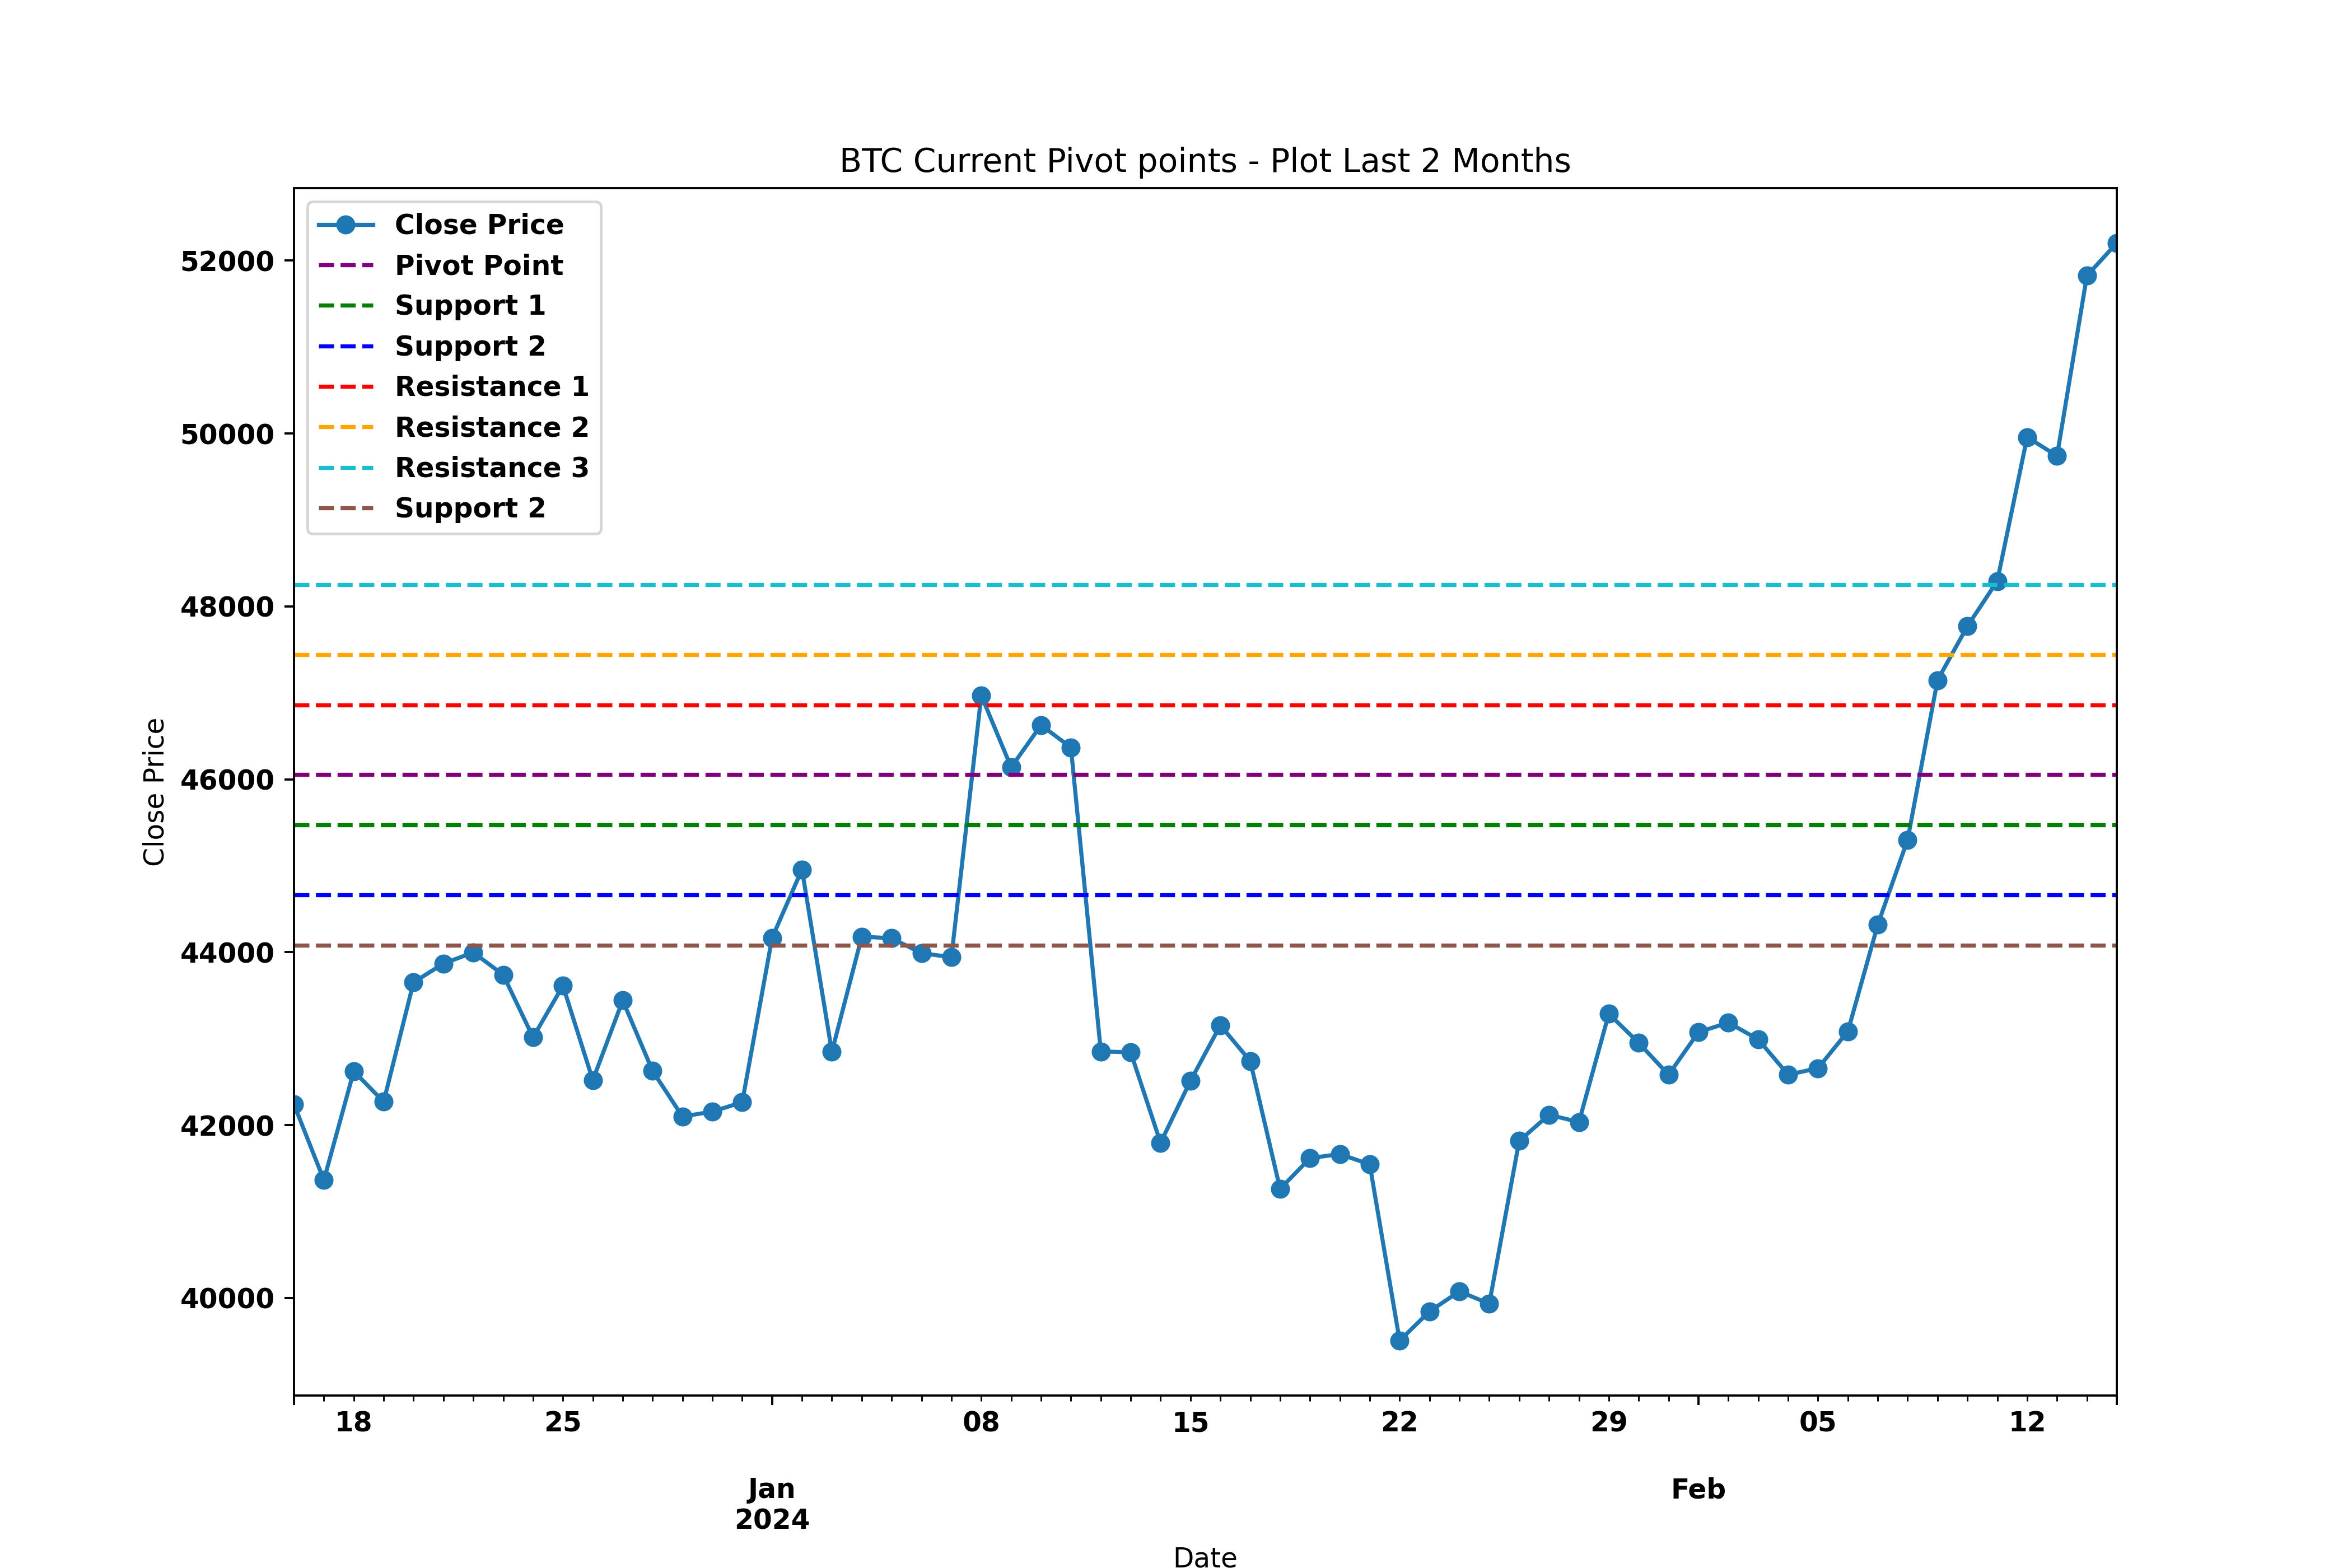 BTC Current Pivot points - Plot Last 2 Months
Close Price
Pivot Point
Support 1
Support 2
Resistance 1
Resistance 2
Resistance 3
Support 2
52000
50000
48000
46000
44000
42000
40000
Close Price
18 25 08 15 22 29 05 12
Jan Feb
2024
Date